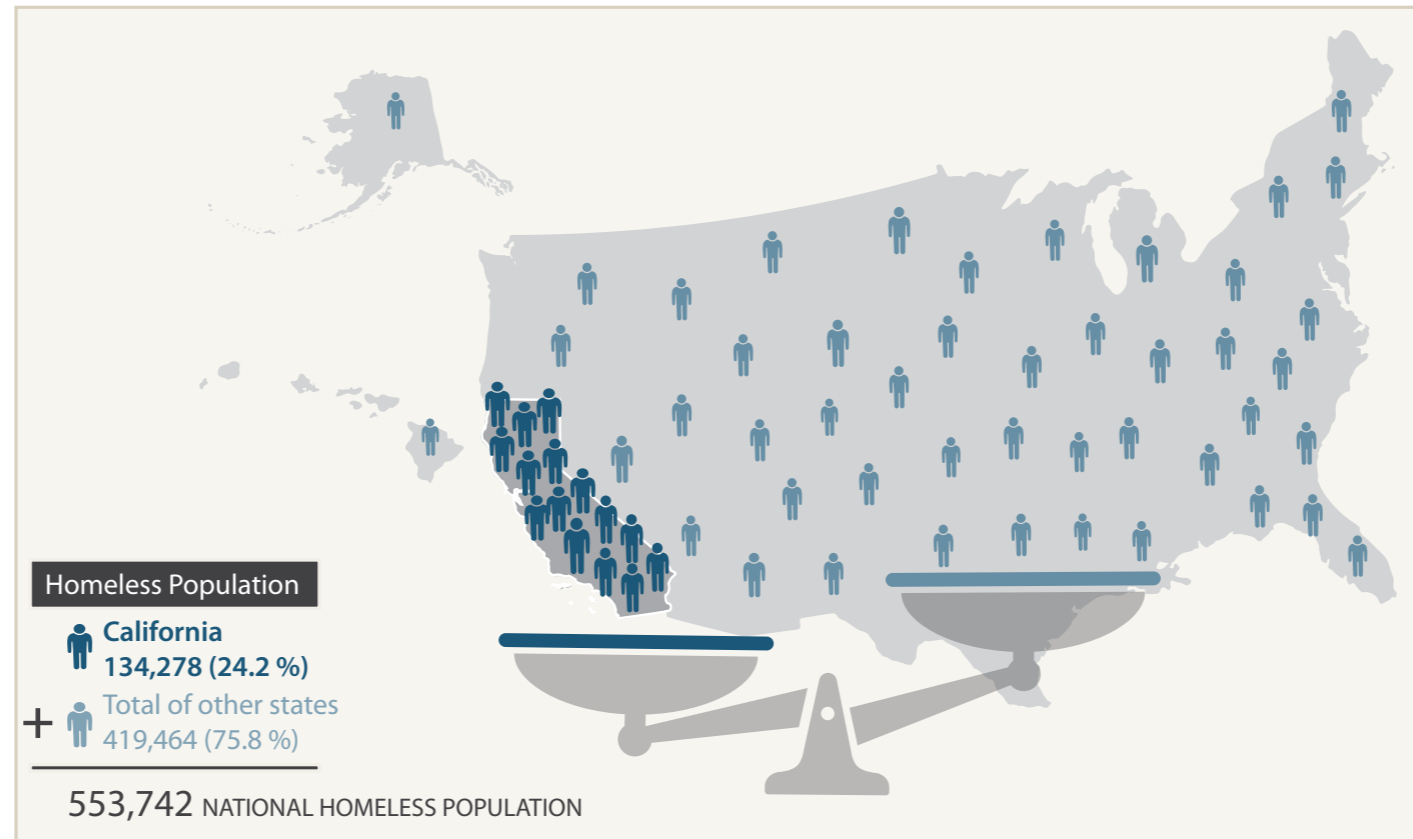 Homeless Population
California
134,278 (24.2 %)
Total of other states
+ 419,464 (75.8 %)
553,742 NATIONAL HOMELESS POPULATION